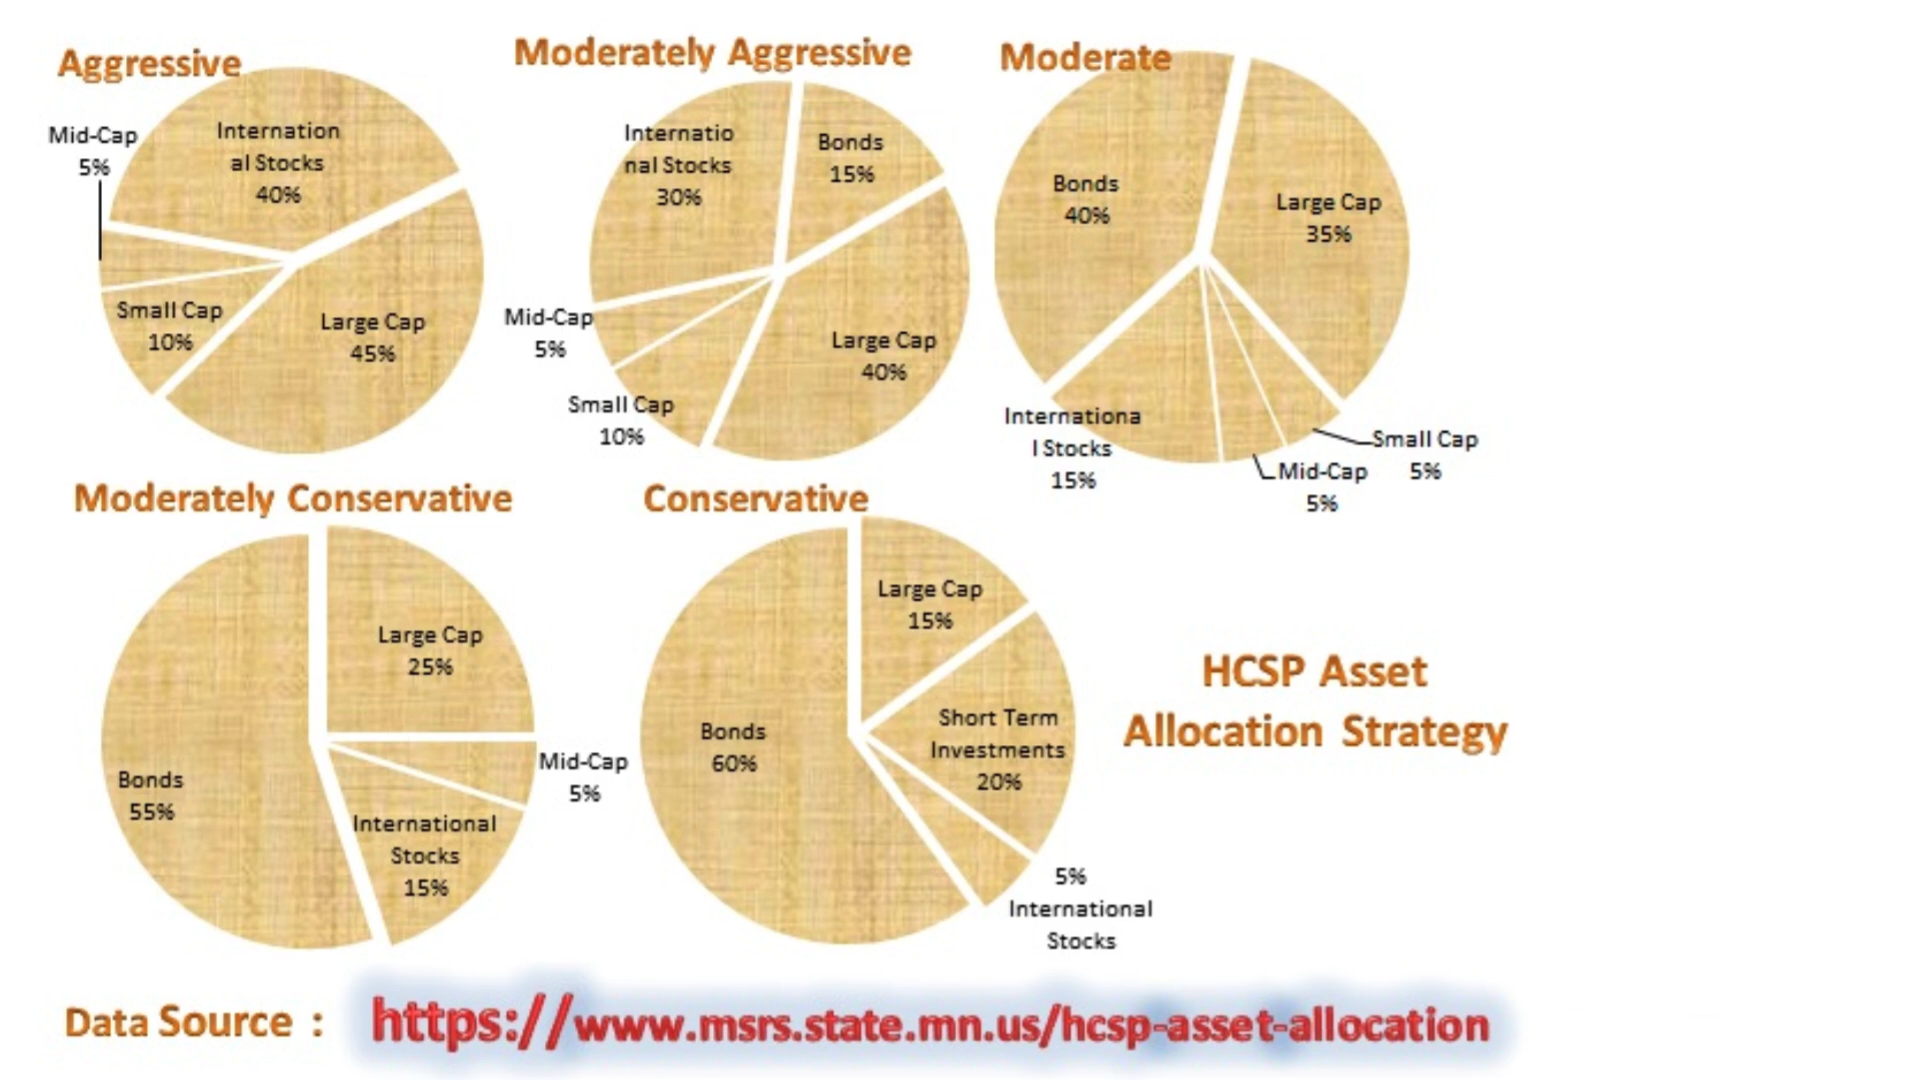 Aggressive
Mid-Cap
5%
Internation
al Stocks
40%
Small Cap
10%
Large Cap
45%
Moderately Aggressive
Internatio
nal Stocks
30%
Bonds
15%
Mid-Cap
5%
Small Cap
10%
Large Cap
40%
Moderate
Bonds
40%
Large Cap
35%
Internationa
l Stocks
15%
Mid-Cap
5%
Small Cap
5%
Moderately Conservative
Large Cap
25%
Mid-Cap
5%
Bonds
55%
International
Stocks
15%
Conservative
Large Cap
15%
Bonds
60%
Short Term
Investments
20%
5%
International
Stocks
HCSP Asset
Allocation Strategy
Data Source : https://www.msrs.state.mn.us/hcsp-asset-allocation